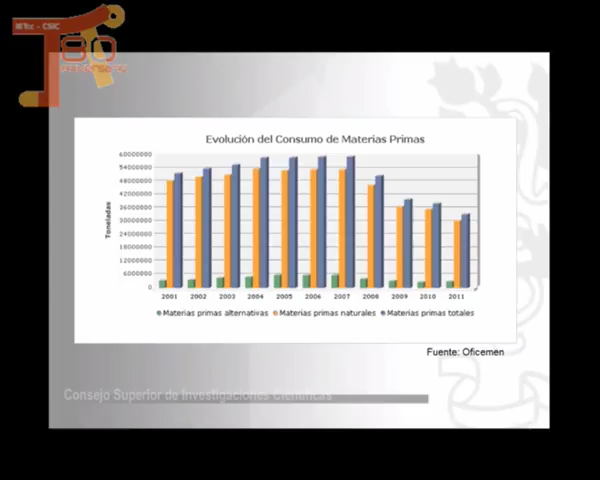 IETcc - CSIC
80
Evolución del Consumo de Materias Primas
Toneladas
60000000
54000000
48000000
42000000
36000000
30000000
24000000
18000000
12000000
6000000
0
2001 2002 2003 2004 2005 2006 2007 2008 2009 2010 2011
Materias primas alternativas Materias primas naturales Materias primas totales
Fuente: Oficemen
Consejo Superior de Investigaciones Científicas